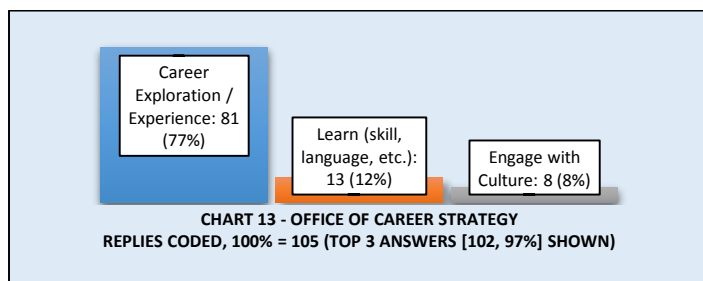 Career
Exploration /
Experience: 81
(77%)
Learn (skill,
language, etc.):
13 (12%)
Engage with
Culture: 8 (8%)
CHART 13 - OFFICE OF CAREER STRATEGY
REPLIES CODED, 100% = 105 (TOP 3 ANSWERS [102, 97%] SHOWN)